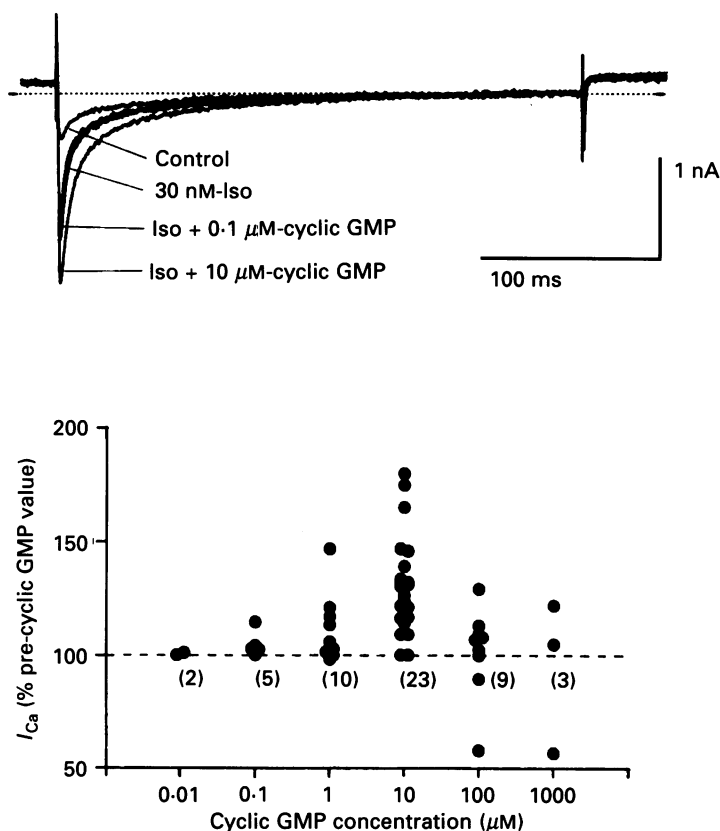 Control
30 nM-Iso
1 nA
Iso + 0·1 μM-cyclic GMP
Iso + 10 μM-cyclic GMP
100 ms
200
150
100
50
(2) (5) (10) (23) (9) (3)
I_Ca (% pre-cyclic GMP value)
0·01 0·1 1 10 100 1000
Cyclic GMP concentration (μM)